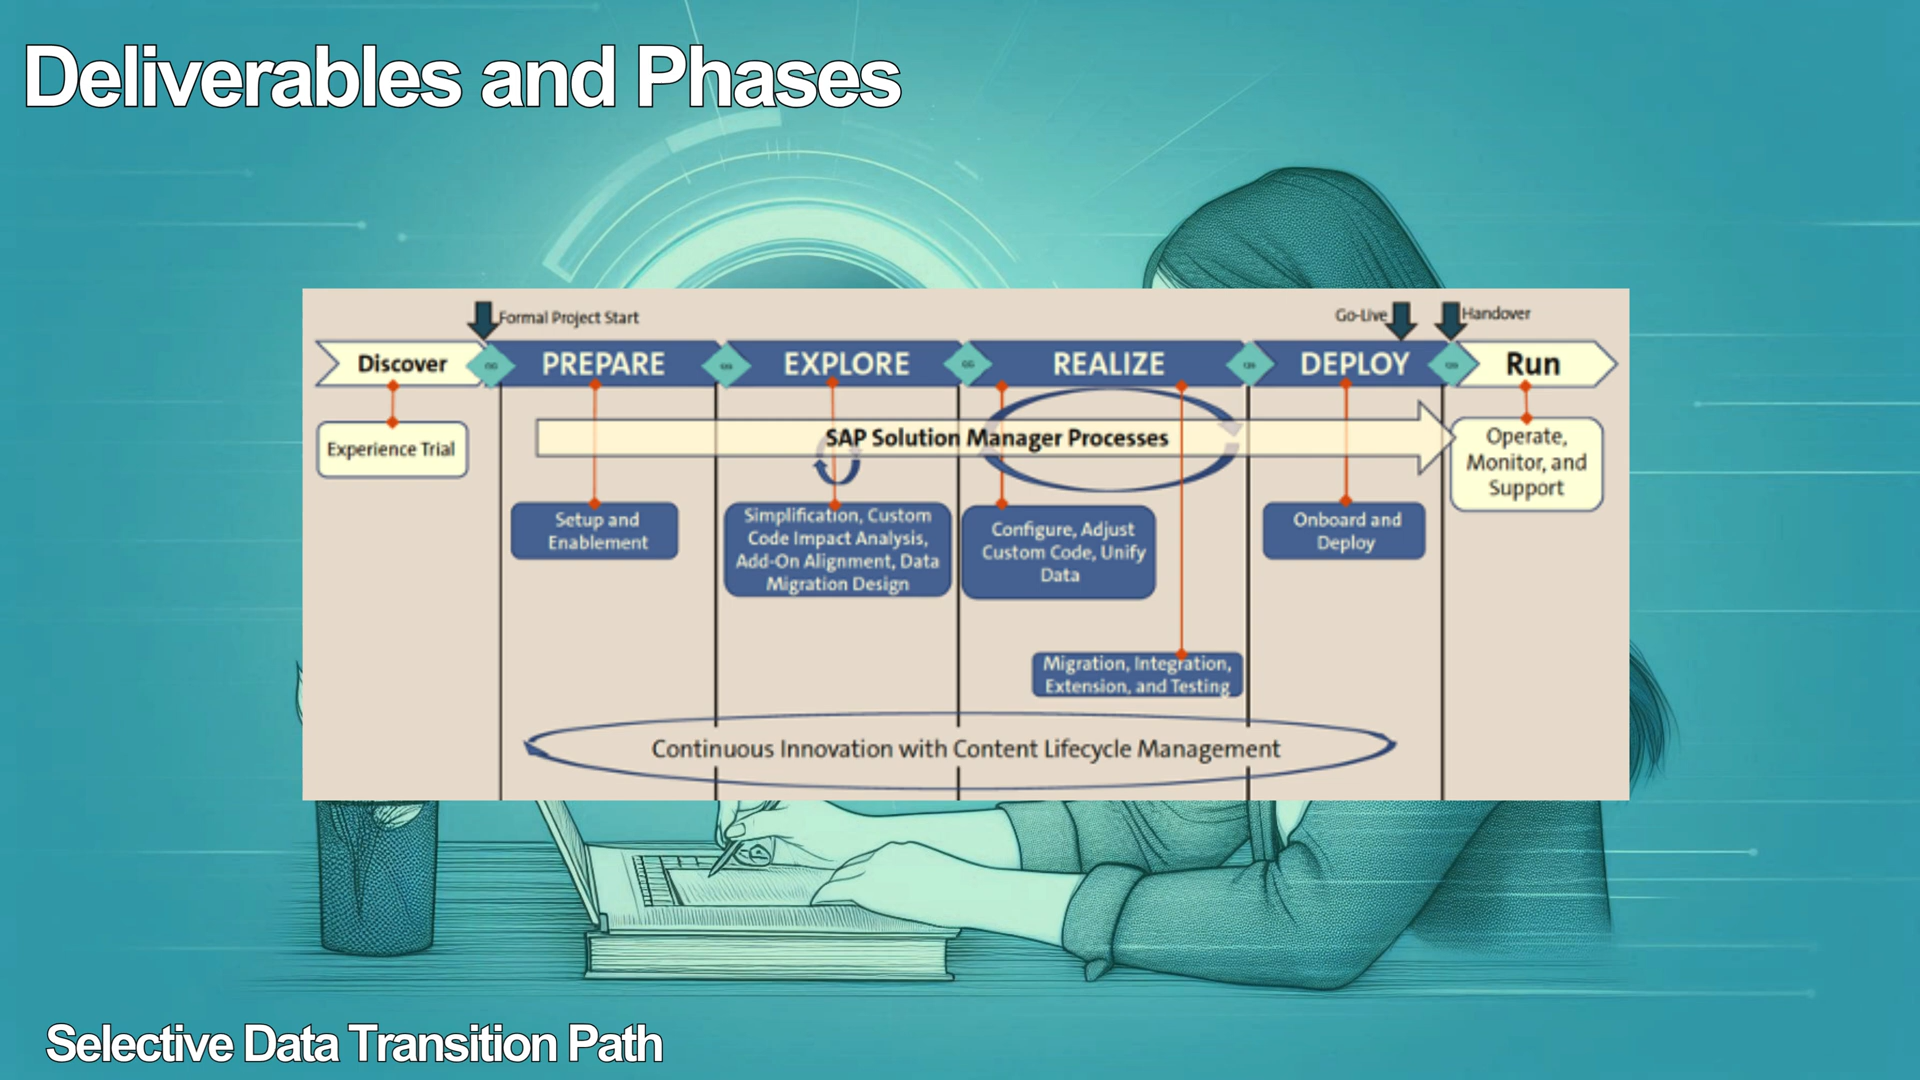 Deliverables and Phases
Formal Project Start
Go-Live
Handover
Discover
PREPARE
EXPLORE
REALIZE
DEPLOY
Run
Experience Trial
SAP Solution Manager Processes
Operate,
Monitor, and
Support
Setup and
Enablement
Simplification, Custom
Code Impact Analysis,
Add-On Alignment, Data
Migration Design
Configure, Adjust
Custom Code, Unify
Data
Onboard and
Deploy
Migration, Integration,
Extension, and Testing
Continuous Innovation with Content Lifecycle Management
Selective Data Transition Path